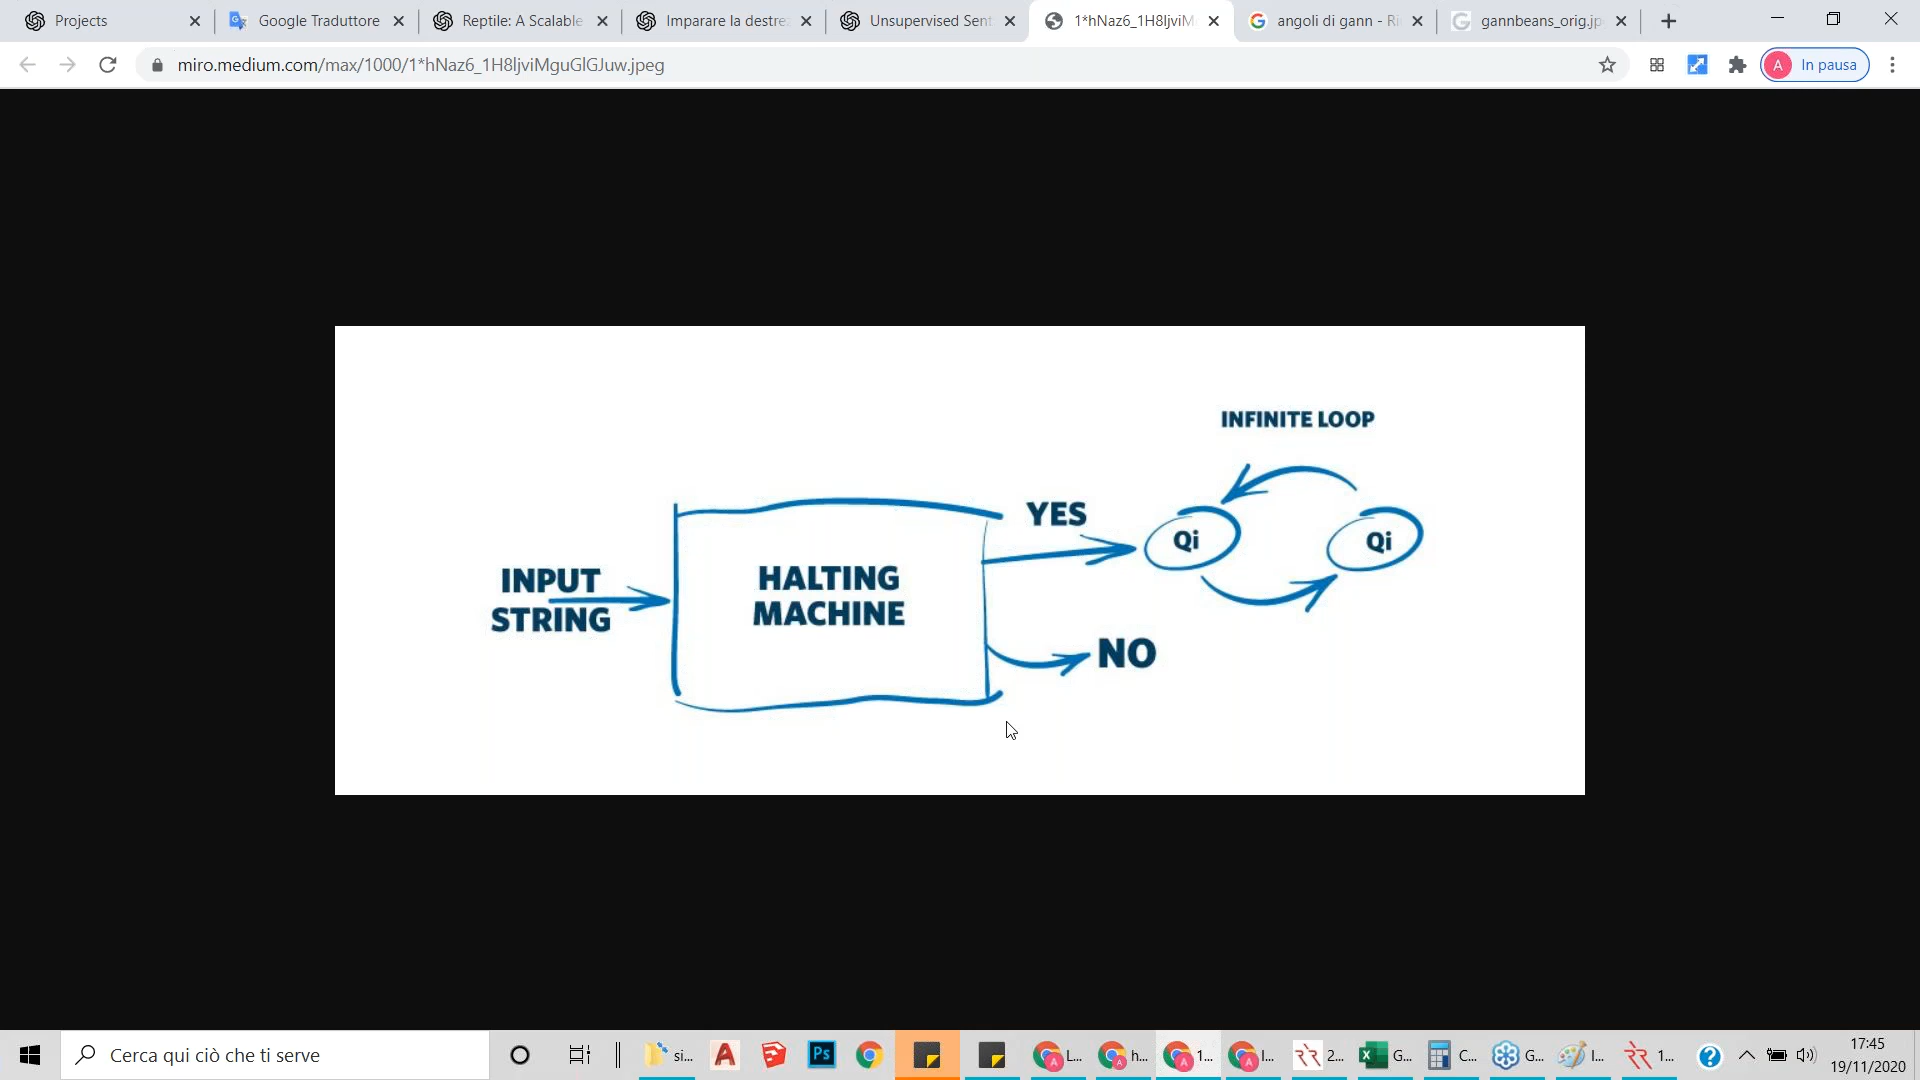 Projects
Google Traduttore
Reptile: A Scalable
Imparare la destre
Unsupervised Sent
1*hNaz6_1H8ljviM
angoli di gann - Ri
gannbeans_orig.jp
miro.medium.com/max/1000/1*hNaz6_1H8ljviMguGlGJuw.jpeg
A
In pausa
INFINITE LOOP
YES
Qi
Qi
INPUT
STRING
HALTING
MACHINE
NO
Cerca qui ciò che ti serve
si...
A
Ps
L...
h...
1...
I...
2...
G...
C...
G...
I...
1...
17:45
19/11/2020